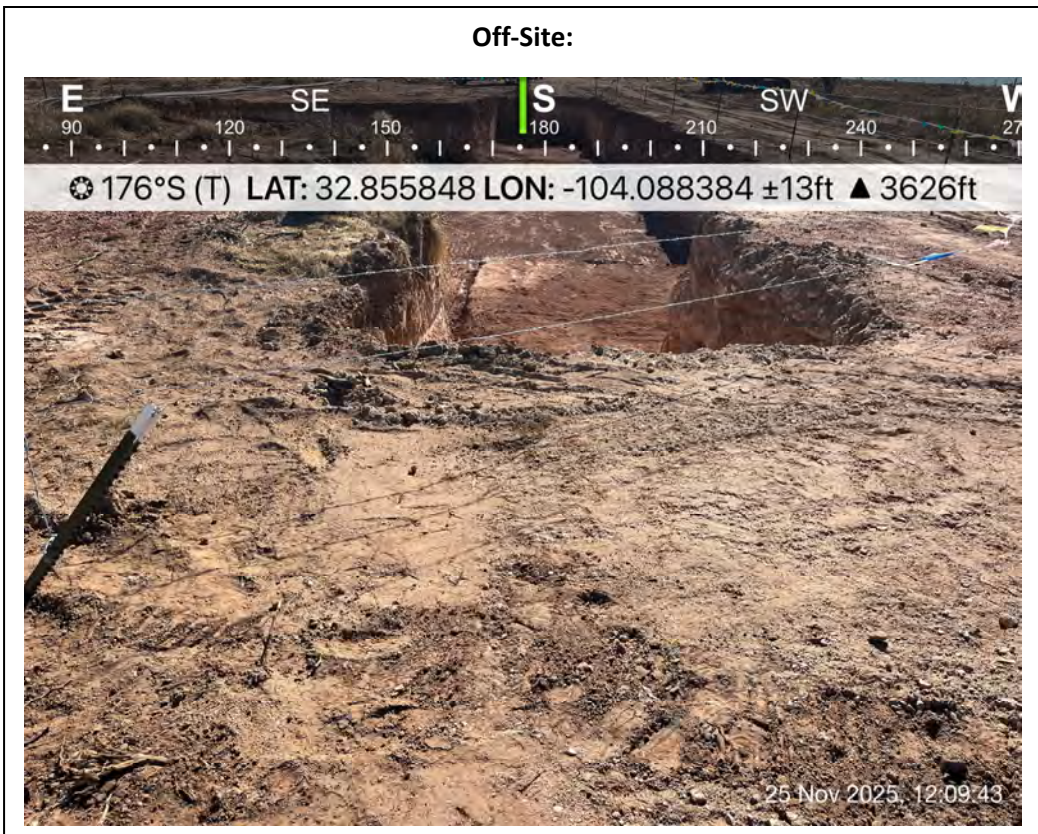 Off-Site:
E SE S SW W
90 120 150 180 210 240 27
176°S (T) LAT: 32.855848 LON: -104.088384 ±13ft ▲ 3626ft
25 Nov 2025, 12:09:43